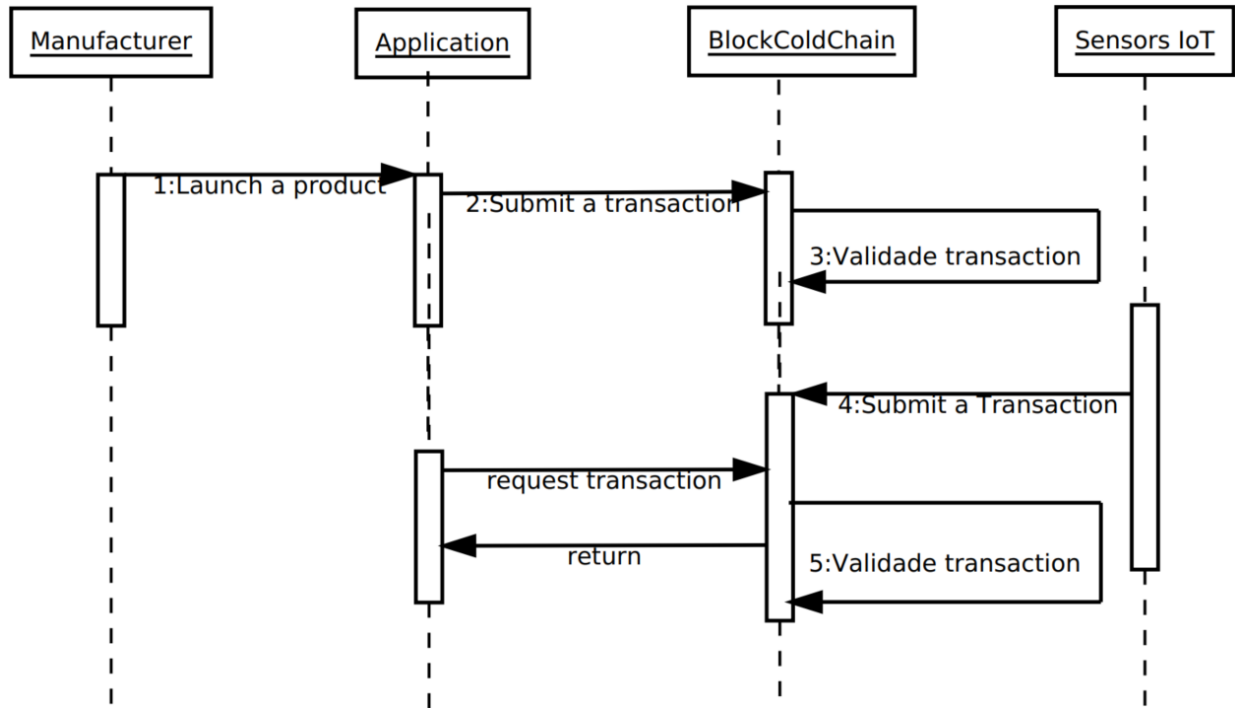 Manufacturer
Application
BlockColdChain
Sensors IoT
1:Launch a product
2:Submit a transaction
3:Validade transaction
4:Submit a Transaction
request transaction
return
5:Validade transaction